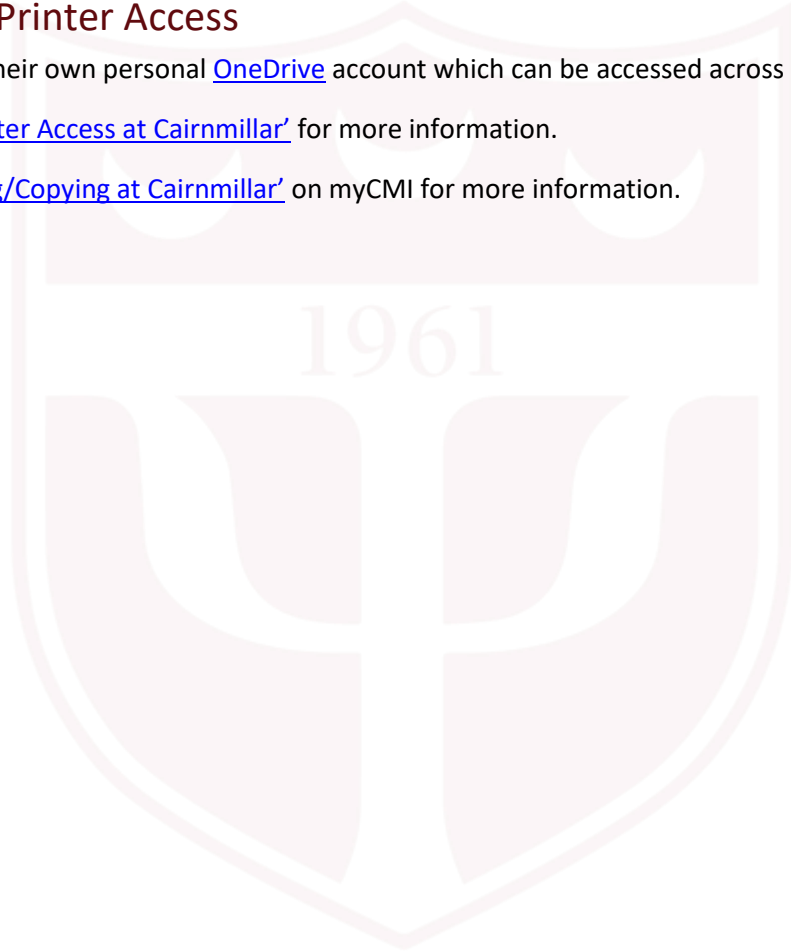 Printer Access
heir own personal OneDrive account which can be accessed across
ter Access at Cairnmillar’ for more information.
g/Copying at Cairnmillar’ on myCMI for more information.
1961